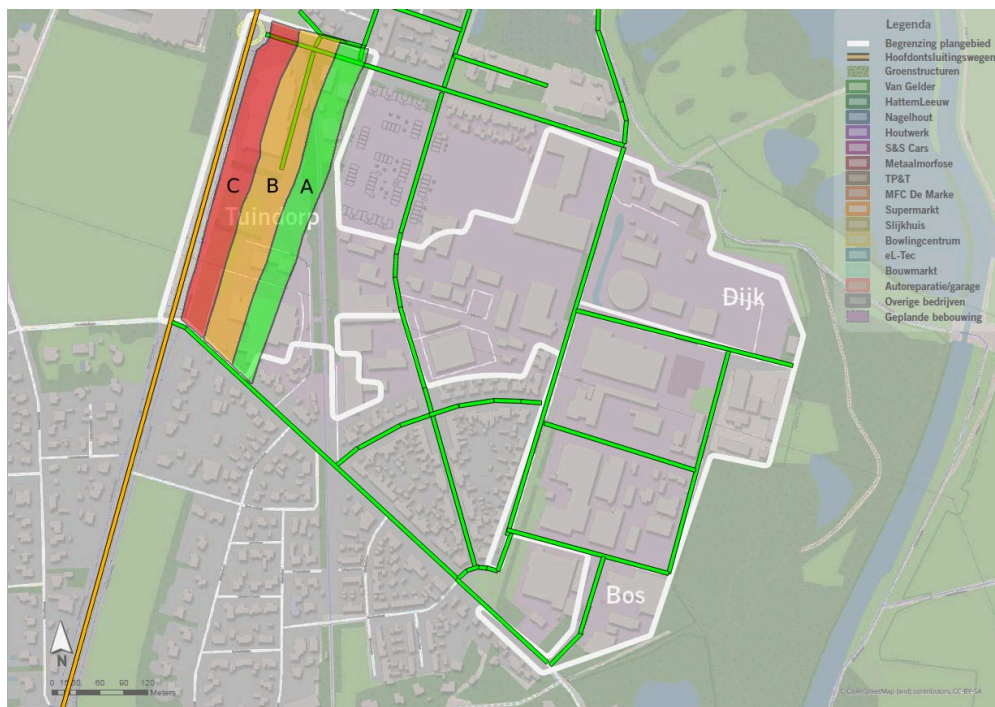 Legenda
Begrenzing plangebied
Hoofdontsluitingswegen
Groenstructuren
Van Gelder
HattemLeeuw
Nagelhout
Houtwerk
S&S Cars
Metaalmorfose
TP&T
MFC De Marke
Supermarkt
Slijkhuis
Bowlingcentrum
eL-Tec
Bouwmarkt
Autoreparatie/garage
Overige bedrijven
Geplande bebouwing
C B A
Tuindorp
Dijk
Bos
N
0 15 30 60 90 120
Meters
© OpenStreetMap (and) contributors, CC-BY-SA